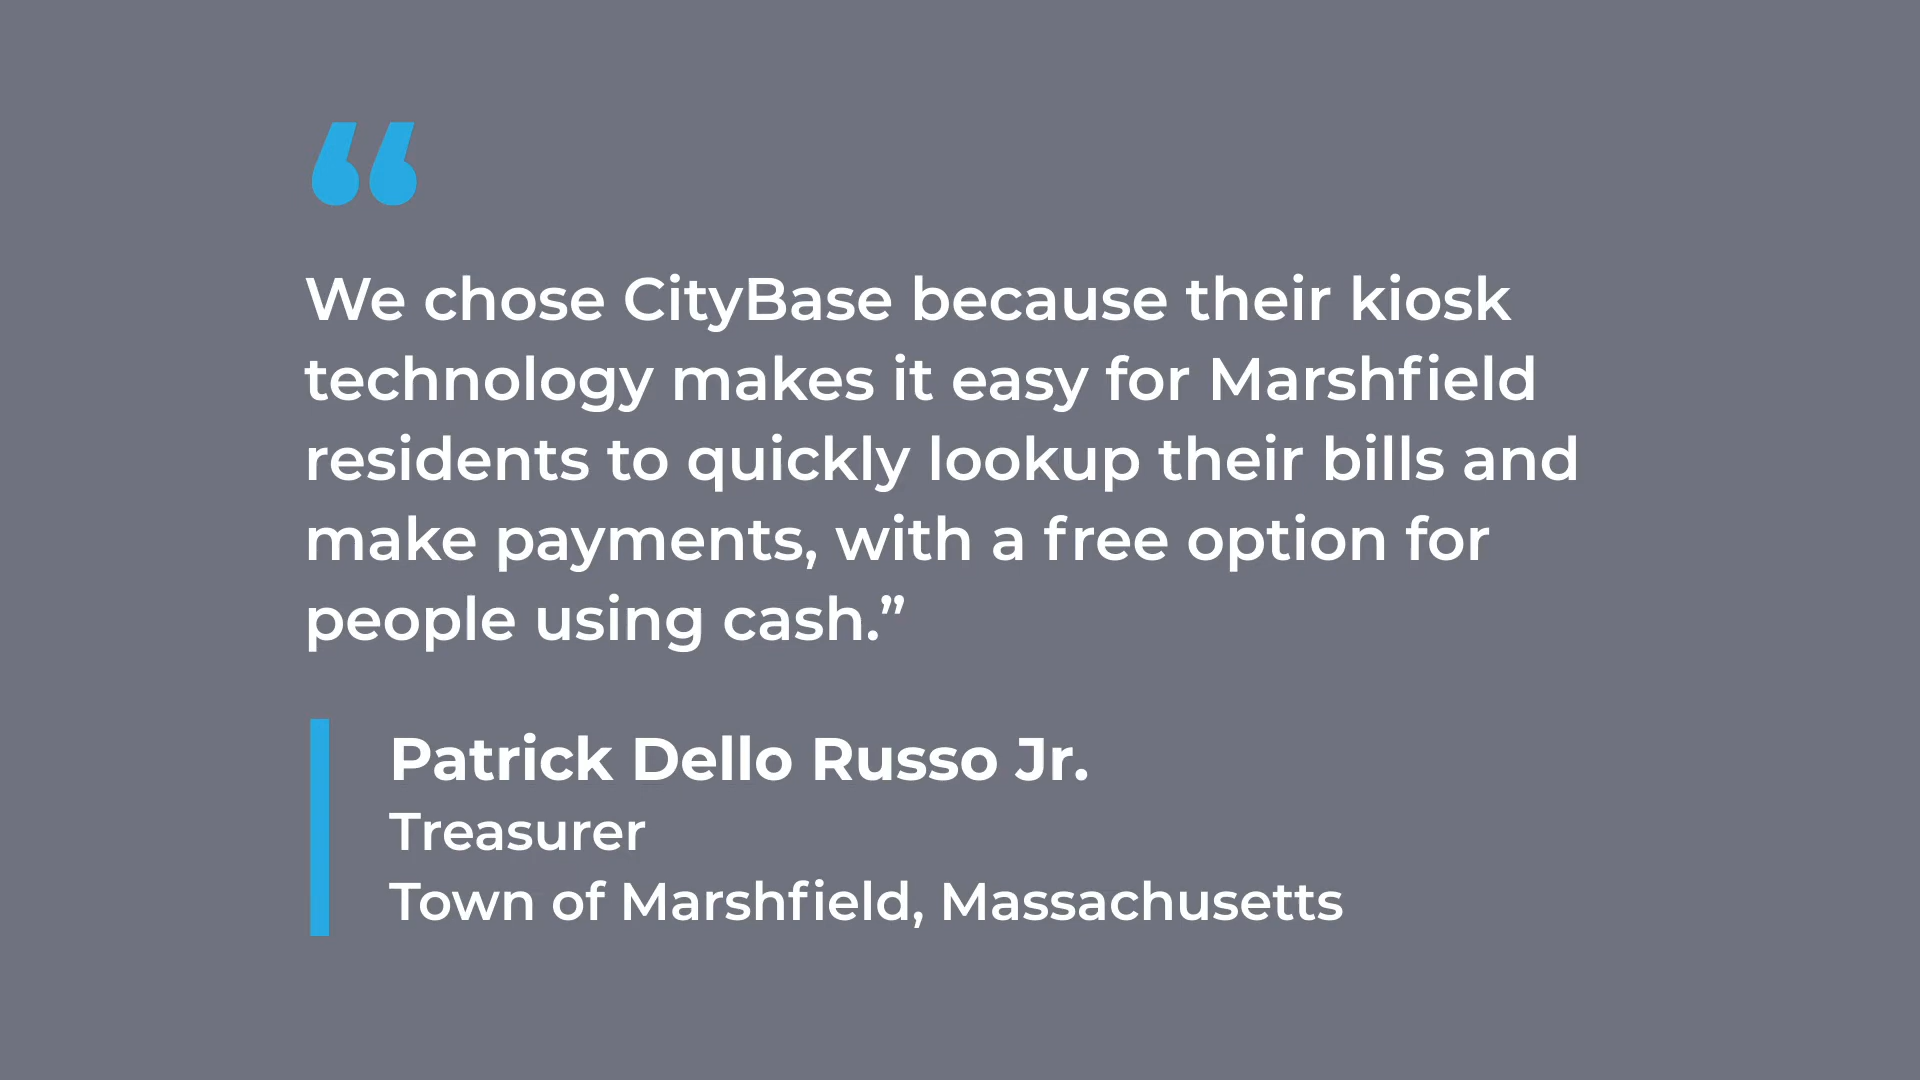 “
We chose CityBase because their kiosk
technology makes it easy for Marshfield
residents to quickly lookup their bills and
make payments, with a free option for
people using cash.”
Patrick Dello Russo Jr.
Treasurer
Town of Marshfield, Massachusetts